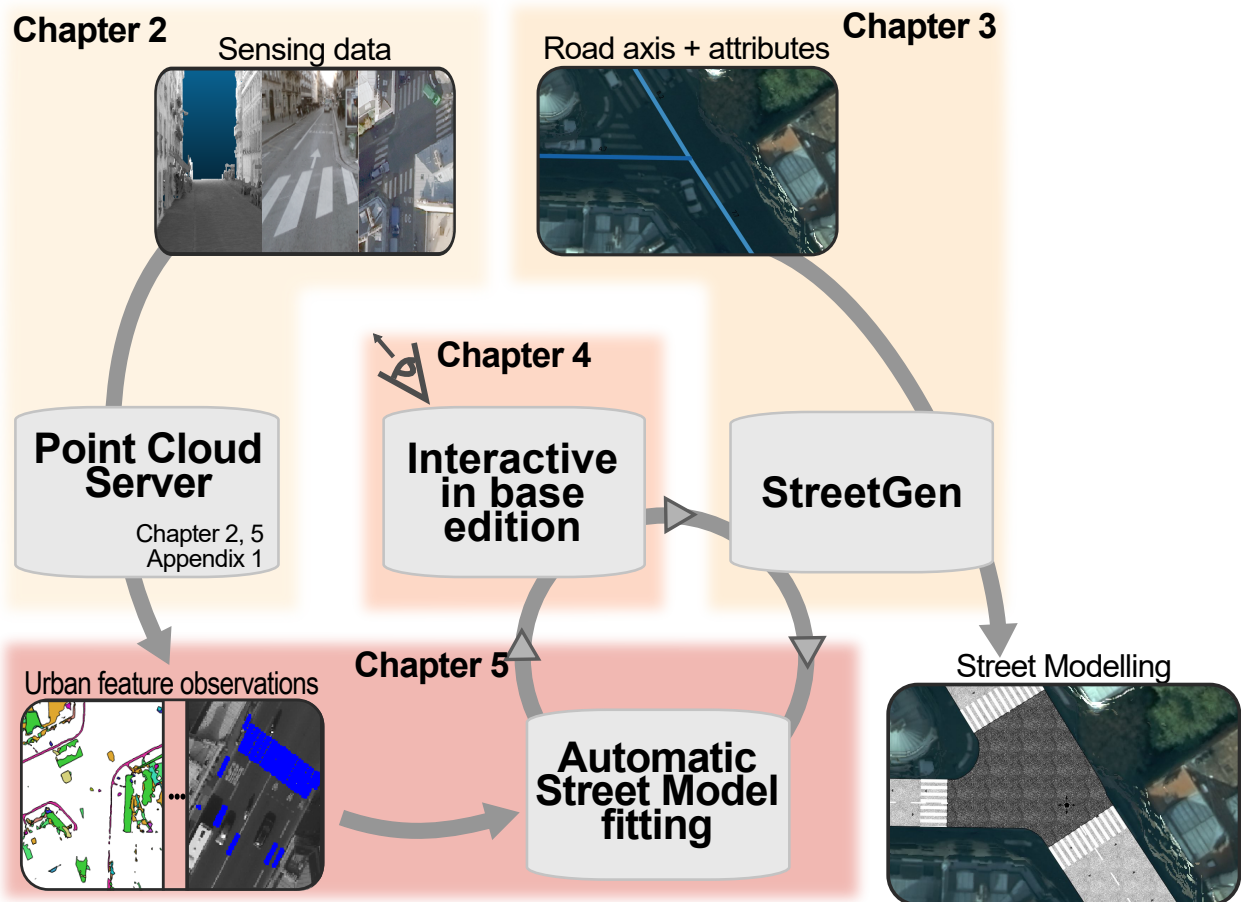 Chapter 2
Sensing data
Road axis + attributes
Chapter 3
Chapter 4
Point Cloud
Server
Chapter 2, 5
Appendix 1
Interactive
in base
edition
StreetGen
Chapter 5
Urban feature observations
...
Automatic
Street Model
fitting
Street Modelling